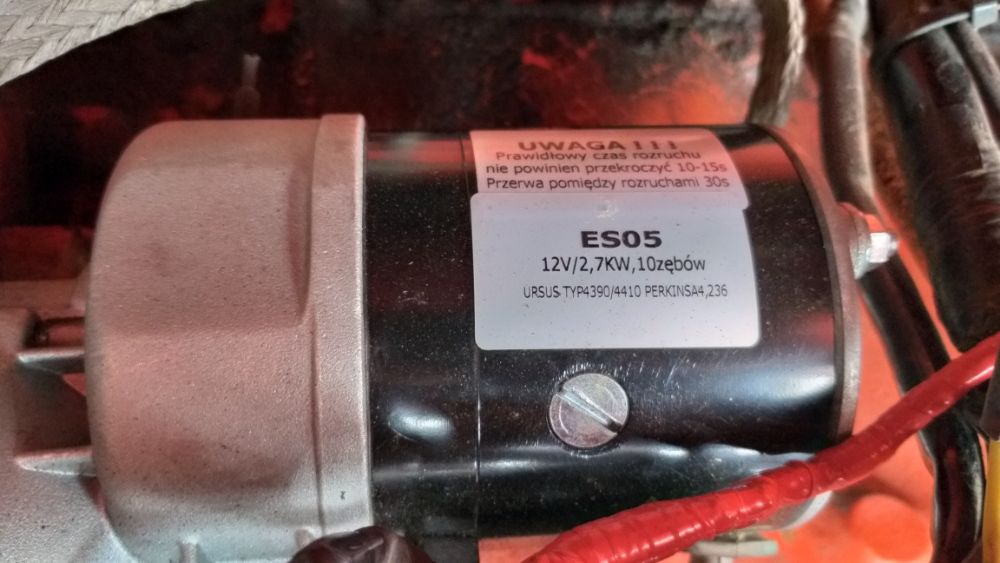 UWAGA ! ! !
Prawidłowy czas rozruchu
nie powinien przekroczyć 10-15s
Przerwa pomiędzy rozruchami 30s
ES05
12V/2,7KW,10zębów
URSUS TYP4390/4410 PERKINSA4,236